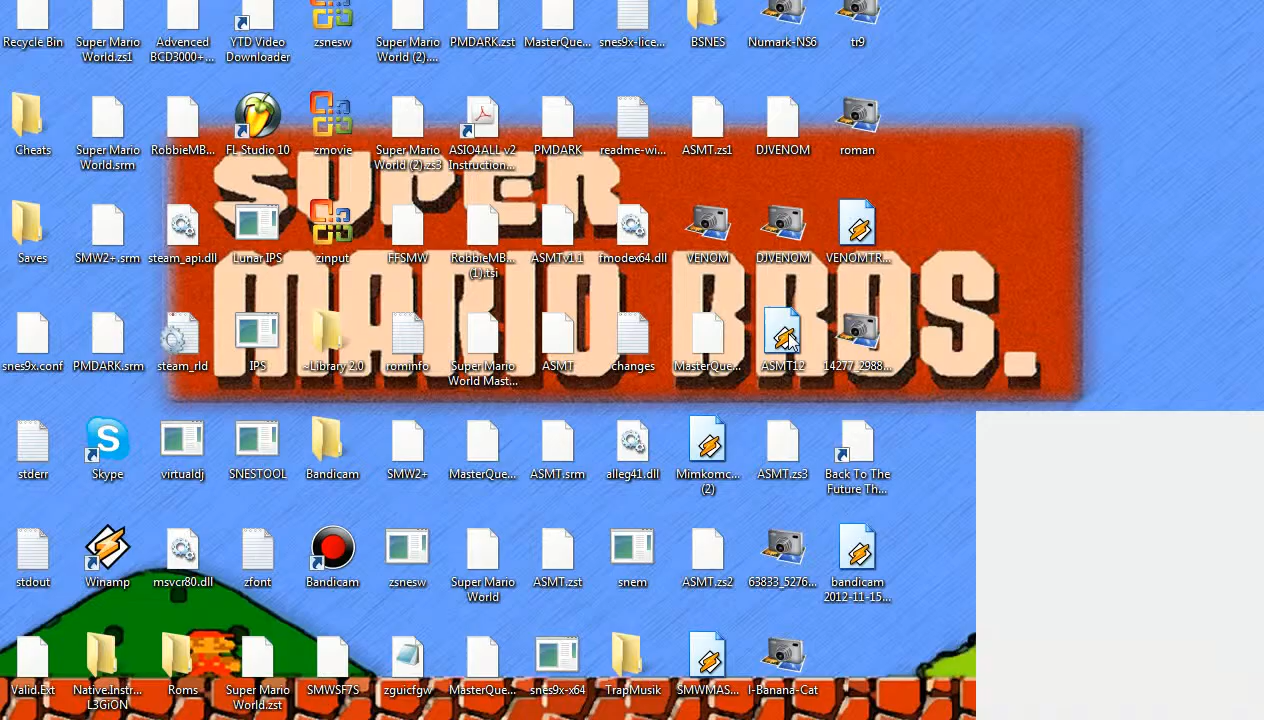 Recycle Bin
Super Mario
World.zs1
Advenced
BCD3000+...
YTD Video
Downloader
zsnesw
Super Mario
World (2)....
PMDARK.zst
MasterQue...
snes9x-lice...
BSNES
Numark-NS6
tr9
Cheats
Super Mario
World.srm
RobbieMB...
FL Studio 10
zmovie
Super Mario
World (2).zs3
ASIO4ALL v2
Instruction...
PMDARK
readme-wi...
ASMT.zs1
DJVENOM
roman
SUPER
MARIO BROS.
Saves
SMW2+.srm
steam_api.dll
Lunar IPS
zinput
FFSMW
RobbieMB...
(1).tsi
ASMTv1.1
fmodex64.dll
VENOM
DJVENOM
VENOMTR...
snes9x.conf
PMDARK.srm
steam_rld
IPS
~Library 2.0
rominfo
Super Mario
World Mast...
ASMT
changes
MasterQue...
ASMT12
14277_2988...
stderr
Skype
virtualdj
SNESTOOL
Bandicam
SMW2+
MasterQue...
ASMT.srm
alleg41.dll
Mimkomc...
(2)
ASMT.zs3
Back To The
Future Th...
stdout
Winamp
msvcr80.dll
zfont
Bandicam
zsnesw
Super Mario
World
ASMT.zst
snem
ASMT.zs2
63833_5276...
bandicam
2012-11-15...
Valid.Ext
Native.Instr...
L3GiON
Roms
Super Mario
World.zst
SMWSF7S
zguicfgw
MasterQue...
snes9x-x64
TrapMusik
SMWMAS...
I-Banana-Cat